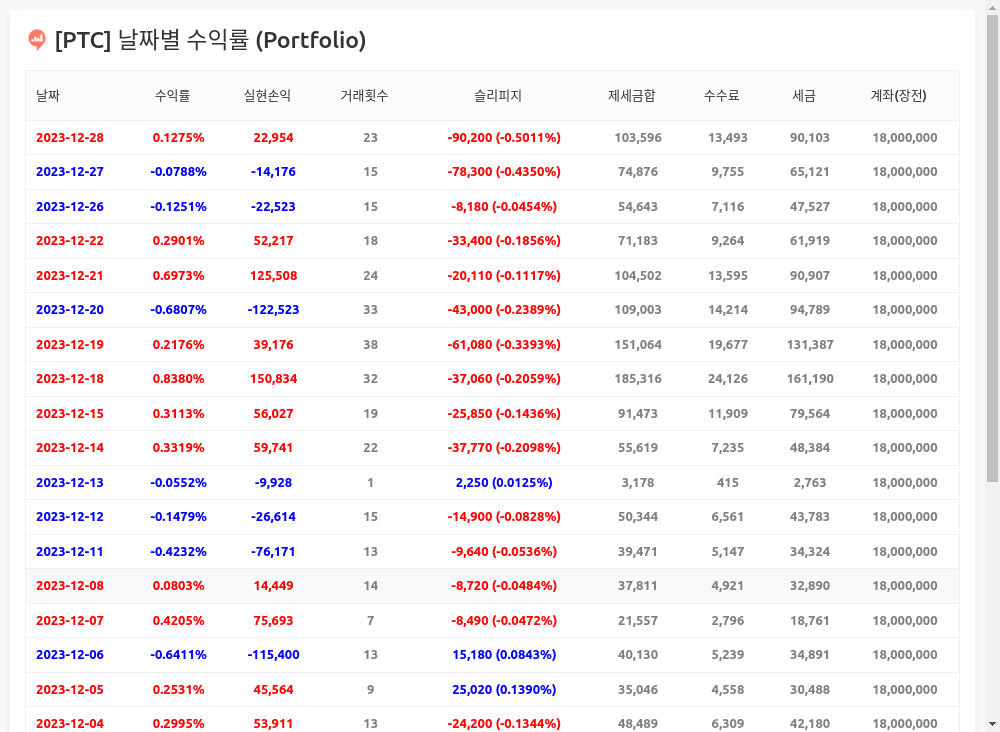 [PTC] 날짜별 수익률 (Portfolio)
날짜 수익률 실현손익 거래횟수 슬리피지 제세금합 수수료 세금 계좌(장전)
2023-12-28 0.1275% 22,954 23 -90,200 (-0.5011%) 103,596 13,493 90,103 18,000,000
2023-12-27 -0.0788% -14,176 15 -78,300 (-0.4350%) 74,876 9,755 65,121 18,000,000
2023-12-26 -0.1251% -22,523 15 -8,180 (-0.0454%) 54,643 7,116 47,527 18,000,000
2023-12-22 0.2901% 52,217 18 -33,400 (-0.1856%) 71,183 9,264 61,919 18,000,000
2023-12-21 0.6973% 125,508 24 -20,110 (-0.1117%) 104,502 13,595 90,907 18,000,000
2023-12-20 -0.6807% -122,523 33 -43,000 (-0.2389%) 109,003 14,214 94,789 18,000,000
2023-12-19 0.2176% 39,176 38 -61,080 (-0.3393%) 151,064 19,677 131,387 18,000,000
2023-12-18 0.8380% 150,834 32 -37,060 (-0.2059%) 185,316 24,126 161,190 18,000,000
2023-12-15 0.3113% 56,027 19 -25,850 (-0.1436%) 91,473 11,909 79,564 18,000,000
2023-12-14 0.3319% 59,741 22 -37,770 (-0.2098%) 55,619 7,235 48,384 18,000,000
2023-12-13 -0.0552% -9,928 1 2,250 (0.0125%) 3,178 415 2,763 18,000,000
2023-12-12 -0.1479% -26,614 15 -14,900 (-0.0828%) 50,344 6,561 43,783 18,000,000
2023-12-11 -0.4232% -76,171 13 -9,640 (-0.0536%) 39,471 5,147 34,324 18,000,000
2023-12-08 0.0803% 14,449 14 -8,720 (-0.0484%) 37,811 4,921 32,890 18,000,000
2023-12-07 0.4205% 75,693 7 -8,490 (-0.0472%) 21,557 2,796 18,761 18,000,000
2023-12-06 -0.6411% -115,400 13 15,180 (0.0843%) 40,130 5,239 34,891 18,000,000
2023-12-05 0.2531% 45,564 9 25,020 (0.1390%) 35,046 4,558 30,488 18,000,000
2023-12-04 0.2995% 53,911 13 -24,200 (-0.1344%) 48,489 6,309 42,180 18,000,000